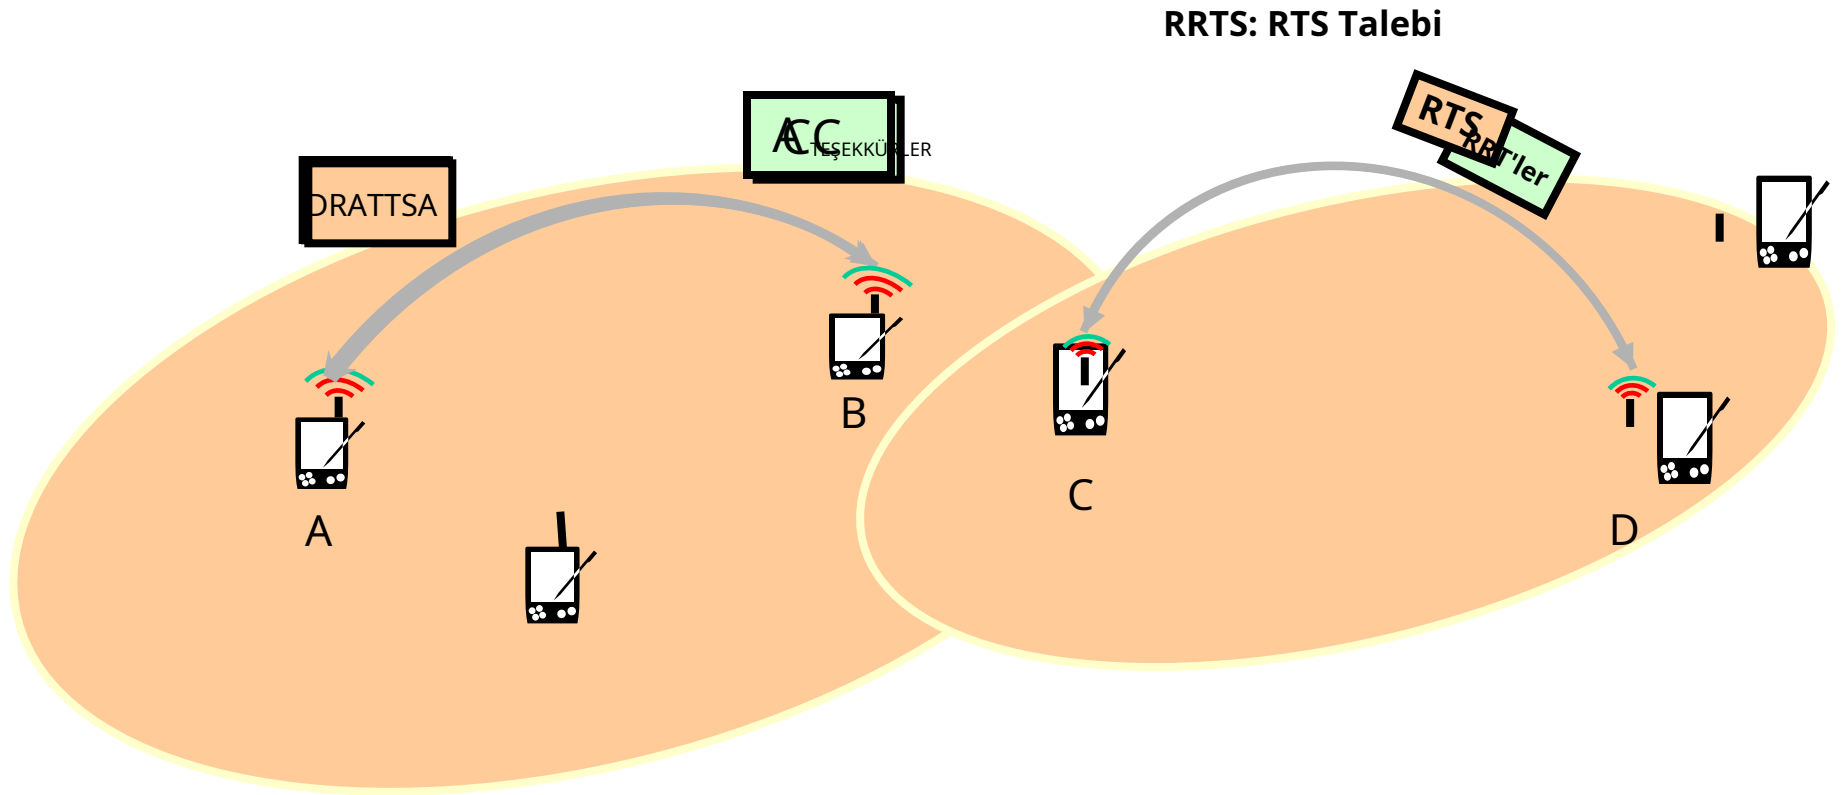 RRTS: RTS Talebi
RTS
RRT'ler
ACC
TEŞEKKÜRLER
DRATTSA
B
C
A
D